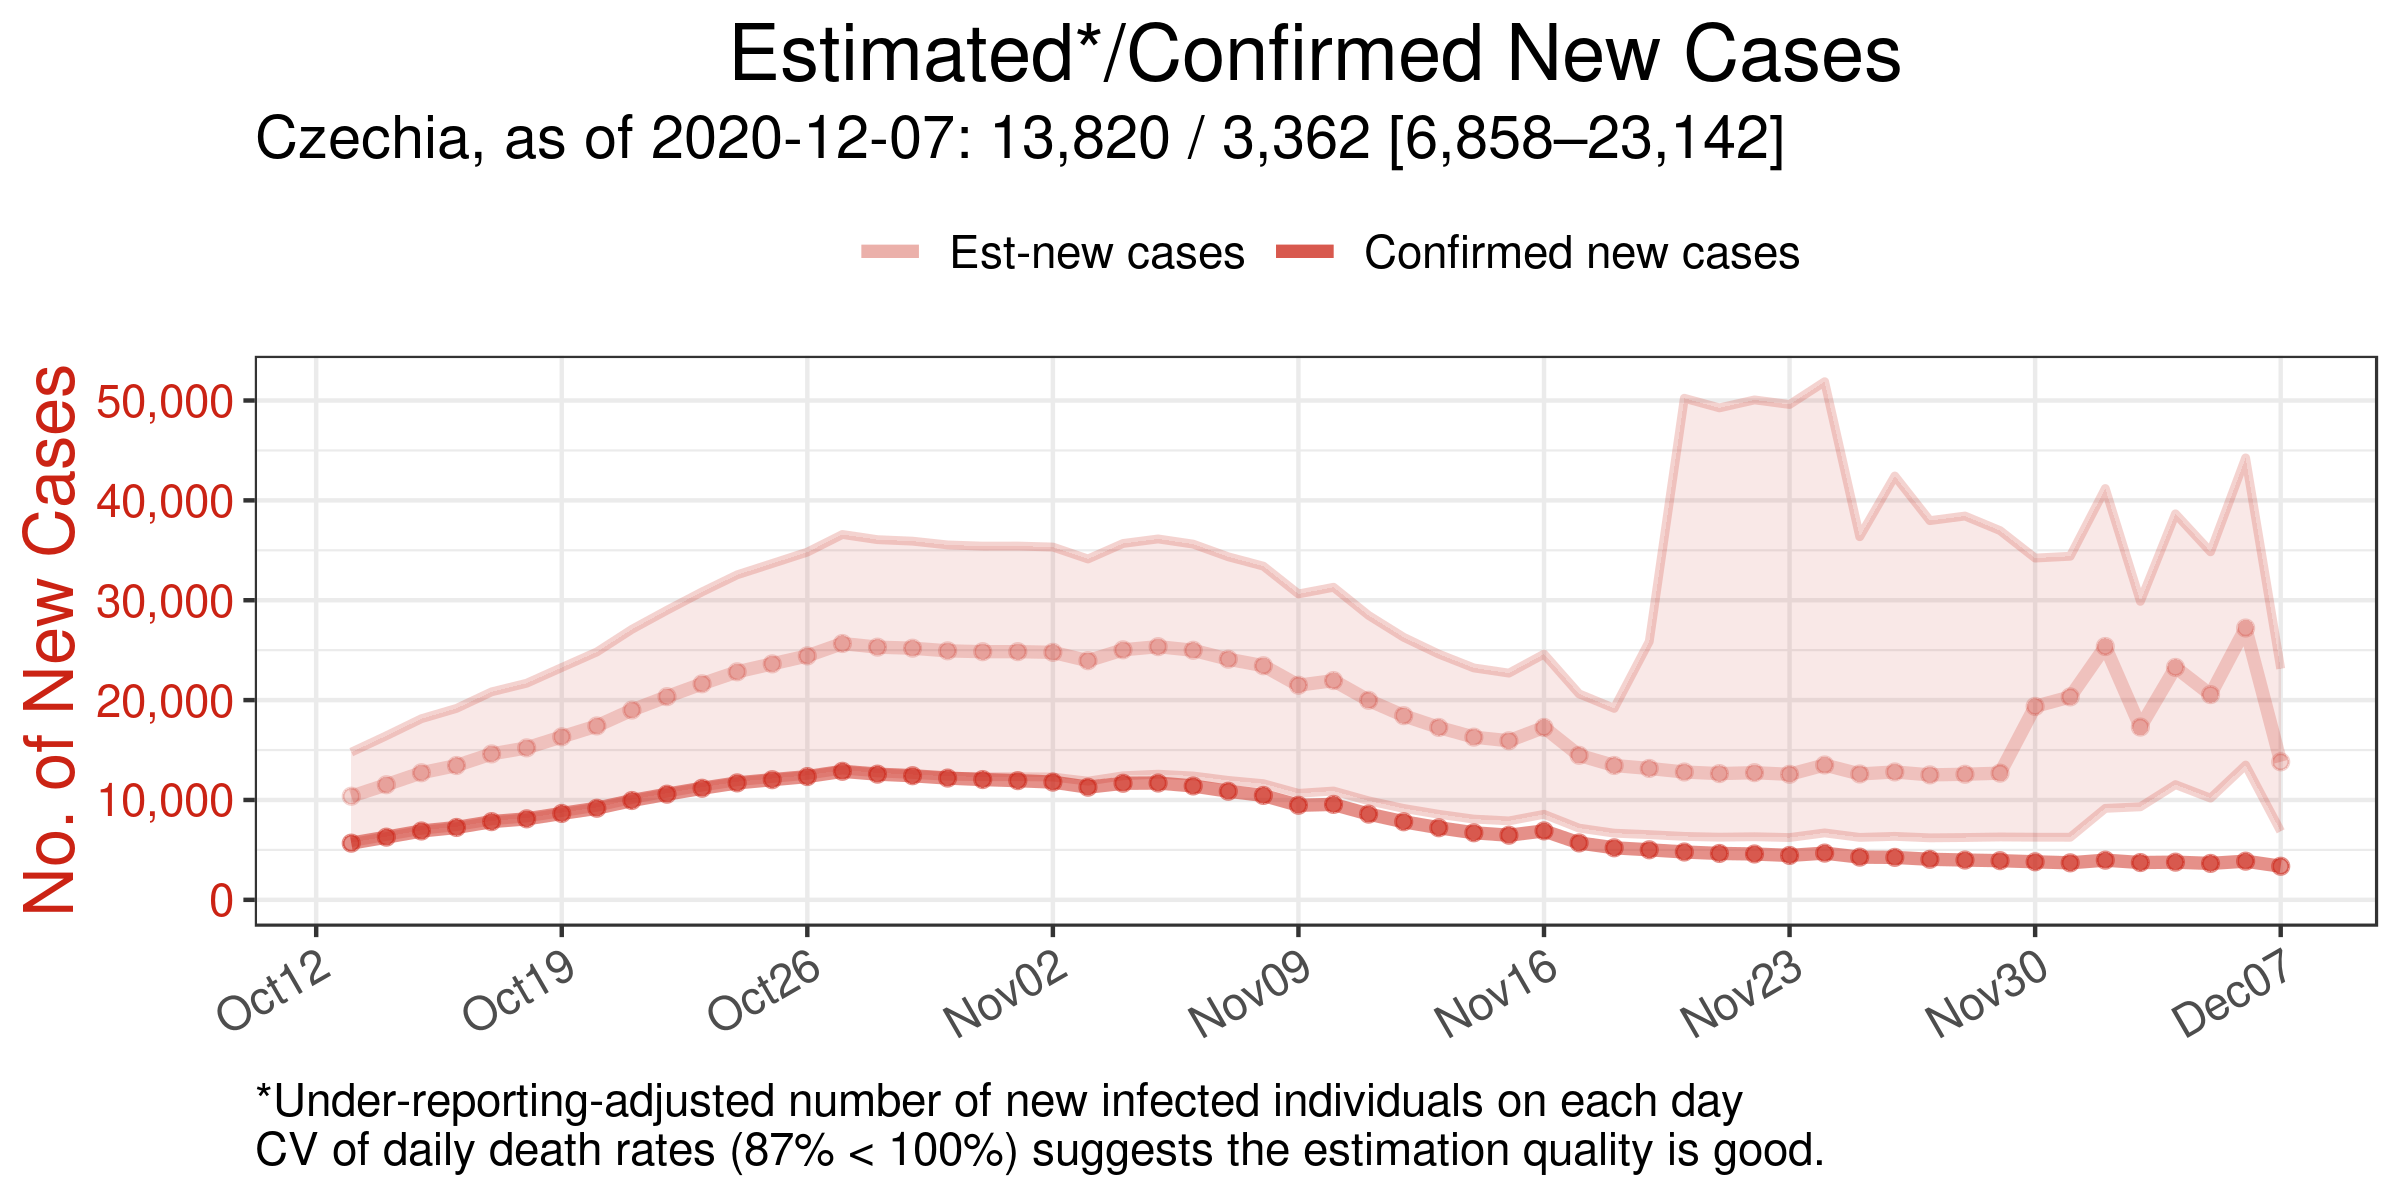 Estimated*/Confirmed New Cases
Czechia, as of 2020-12-07: 13,820 / 3,362 [6,858–23,142]
Est-new cases
Confirmed new cases
No. of New Cases
50,000
40,000
30,000
20,000
10,000
0
Oct12
Oct19
Oct26
Nov02
Nov09
Nov16
Nov23
Nov30
Dec07
*Under-reporting-adjusted number of new infected individuals on each day
CV of daily death rates (87% < 100%) suggests the estimation quality is good.